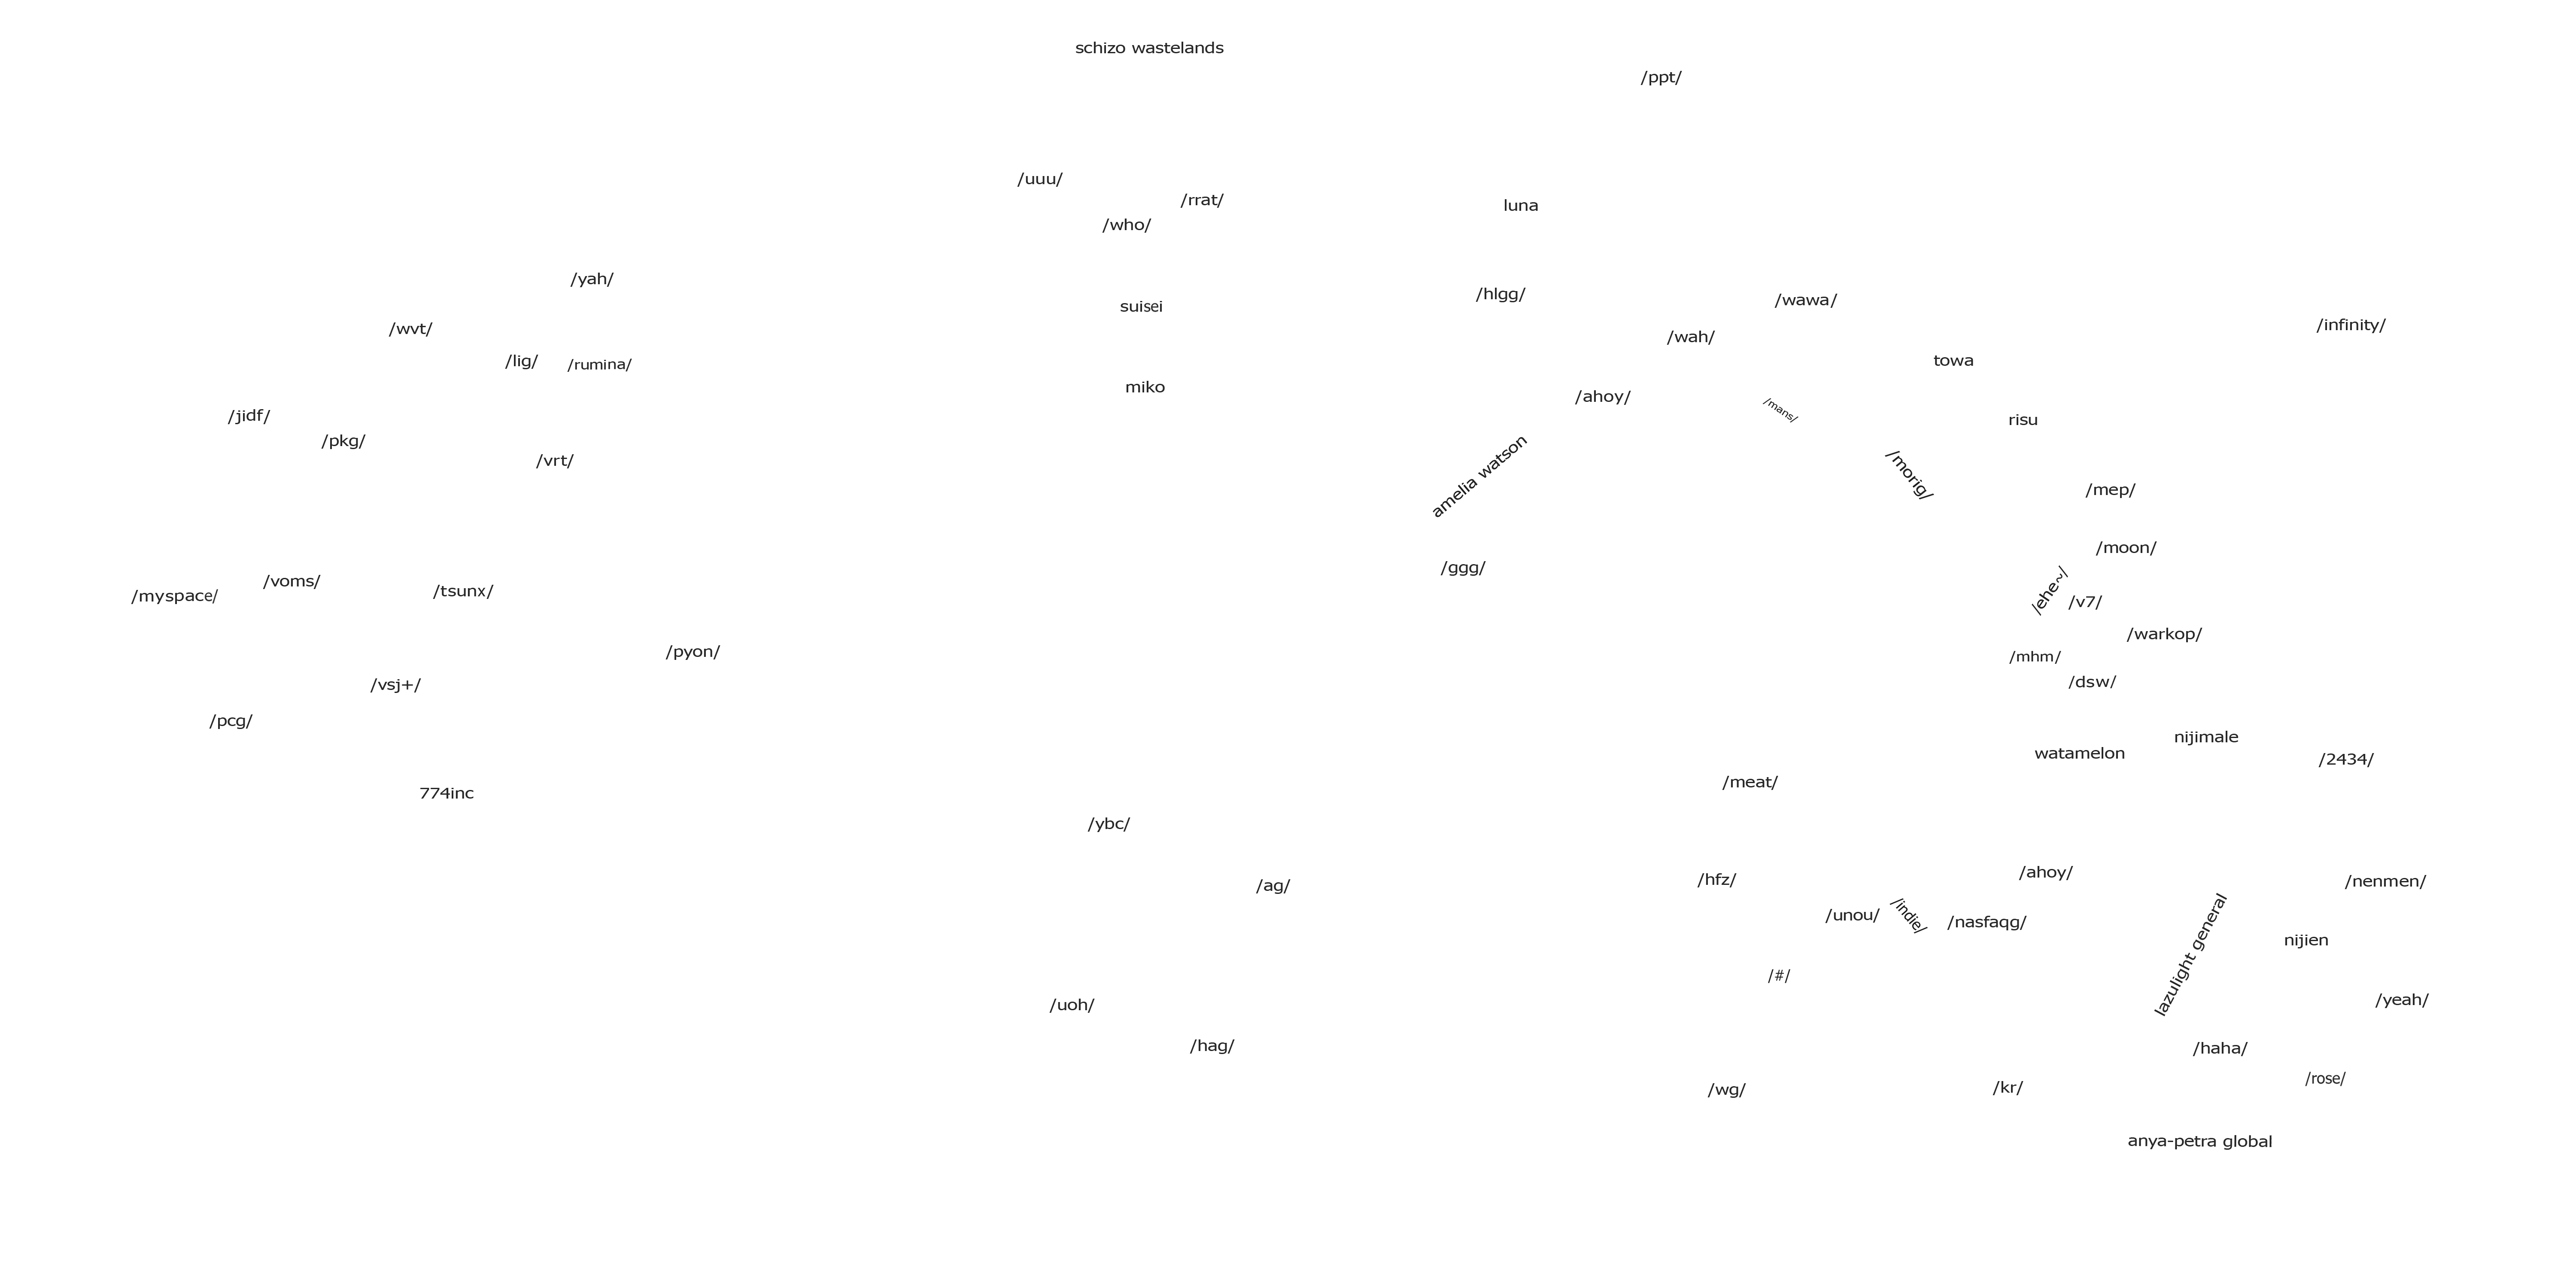 schizo wastelands
/ppt/
/uuu/
/rrat/
/who/
luna
/yah/
/wvt/
/lig/
/rumina/
suisei
miko
/hlgg/
/wawa/
/wah/
/infinity/
towa
/ahoy/
/mans/
risu
/jidf/
/pkg/
/vrt/
amelia watson
/morig/
/mep/
/moon/
/ggg/
/ehe~/
/v7/
/myspace/
/voms/
/tsunx/
/warkop/
/mhm/
/dsw/
/pyon/
/vsj+/
/pcg/
nijimale
watamelon
/2434/
774inc
/meat/
/ybc/
/ag/
/hfz/
/ahoy/
/nenmen/
/unou/
/indie/
/nasfaqg/
lazulight general
nijien
/#/
/uoh/
/yeah/
/hag/
/haha/
/rose/
/wg/
/kr/
anya-petra global